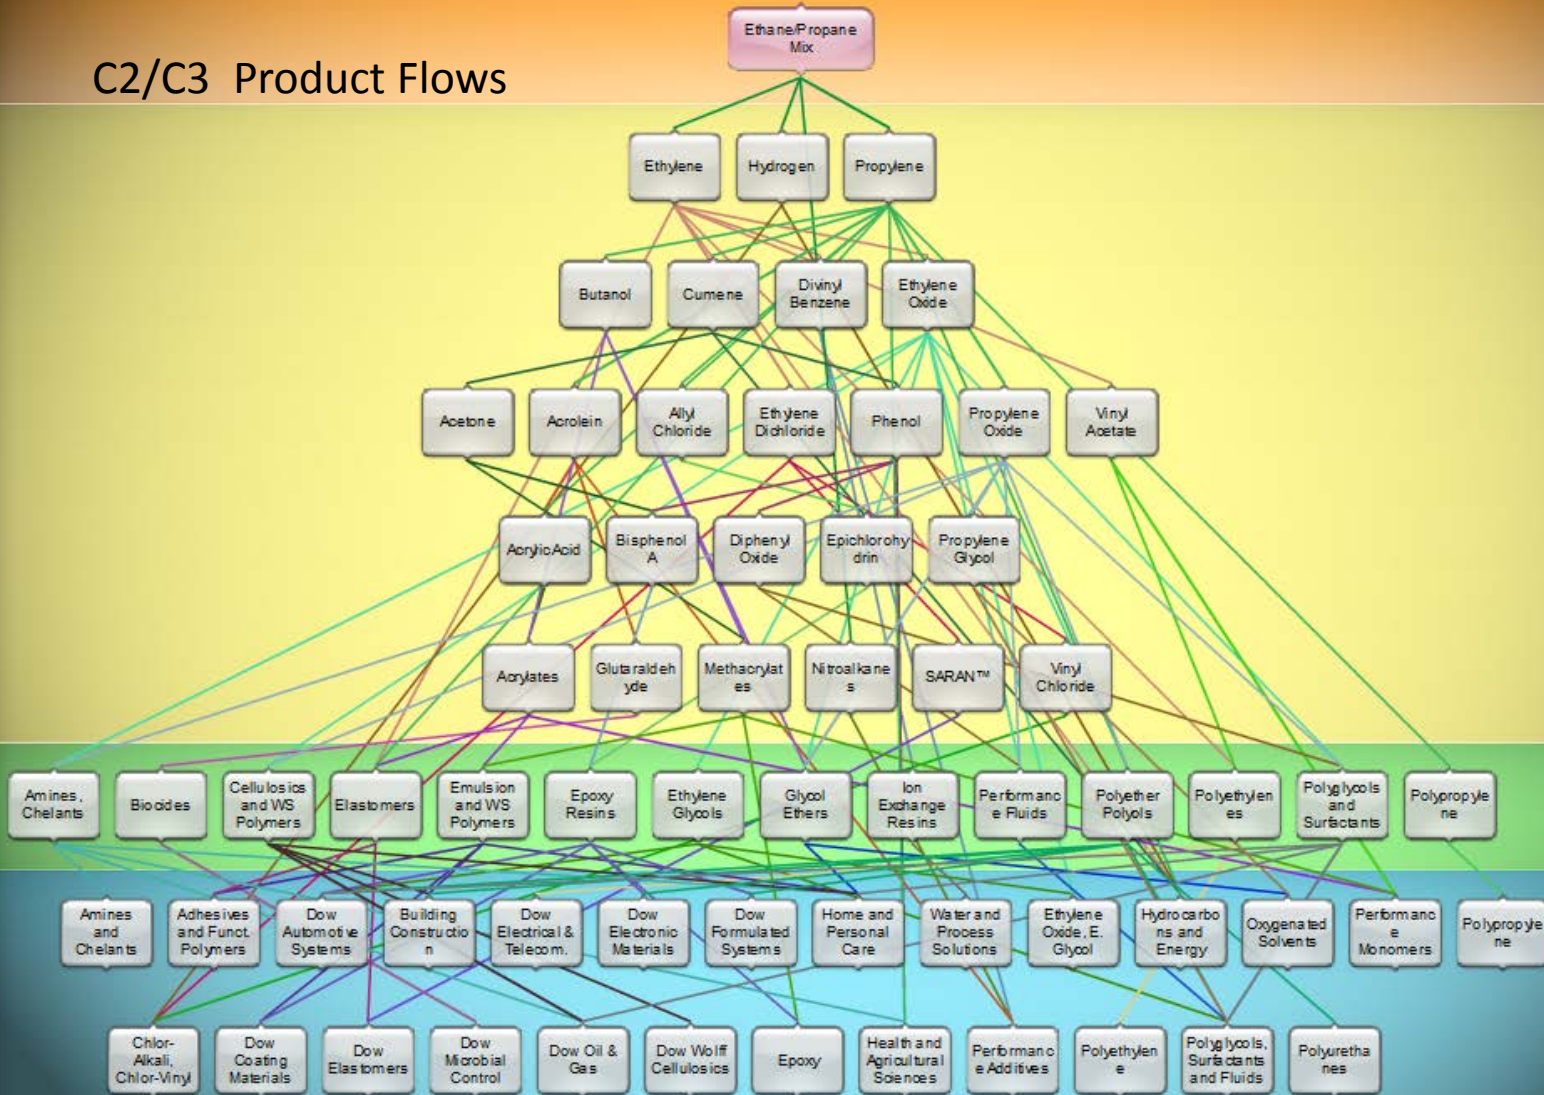 Ethane/Propane
Mix
C2/C3 Product Flows
Ethylene
Hydrogen
Propylene
Butanol
Cumene
Divinyl
Benzene
Ethylene
Oxide
Acetone
Acrolein
Allyl
Chloride
Ethylene
Dichloride
Phenol
Propylene
Oxide
Vinyl
Acetate
Acrylic Acid
Bisphenol
A
Diphenyl
Oxide
Epichlorohy
drin
Propylene
Glycol
Acrylates
Glutaraldeh
yde
Methacrylat
es
Nitroalkane
s
SARAN™
Vinyl
Chloride
Amines,
Chelants
Biocides
Cellulosics
and WS
Polymers
Elastomers
Emulsion
and WS
Polymers
Epoxy
Resins
Ethylene
Glycols
Glycol
Ethers
Ion
Exchange
Resins
Performanc
e Fluids
Polyether
Polyols
Polyethylen
es
Polyglycols
and
Surfactants
Polypropyle
ne
Amines
and
Chelants
Adhesives
and Funct.
Polymers
Dow
Automotive
Systems
Building
Constructio
n
Dow
Electrical &
Telecom.
Dow
Electronic
Materials
Dow
Formulated
Systems
Home and
Personal
Care
Water and
Process
Solutions
Ethylene
Oxide, E.
Glycol
Hydrocarbo
ns and
Energy
Oxygenated
Solvents
Performanc
e
Monomers
Polypropyle
ne
Chlor-
Alkali,
Chlor-Vinyl
Dow
Coating
Materials
Dow
Elastomers
Dow
Microbial
Control
Dow Oil &
Gas
Dow Wolff
Cellulosics
Epoxy
Health and
Agricultural
Sciences
Performanc
e Additives
Polyethylen
e
Polyglycols,
Surfactants
and Fluids
Polyuretha
nes